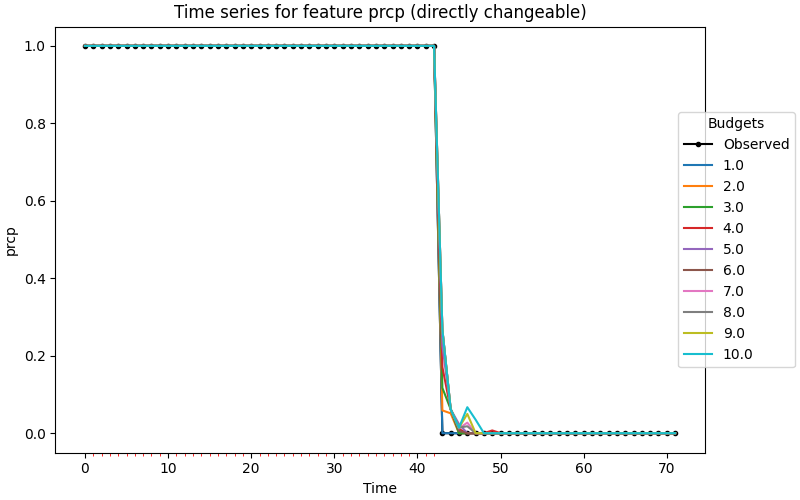 Time series for feature prcp (directly changeable)
1.0
0.8
0.6
0.4
0.2
0.0
prcp
0 10 20 30 40 50 60 70
Time
Budgets
Observed
1.0
2.0
3.0
4.0
5.0
6.0
7.0
8.0
9.0
10.0